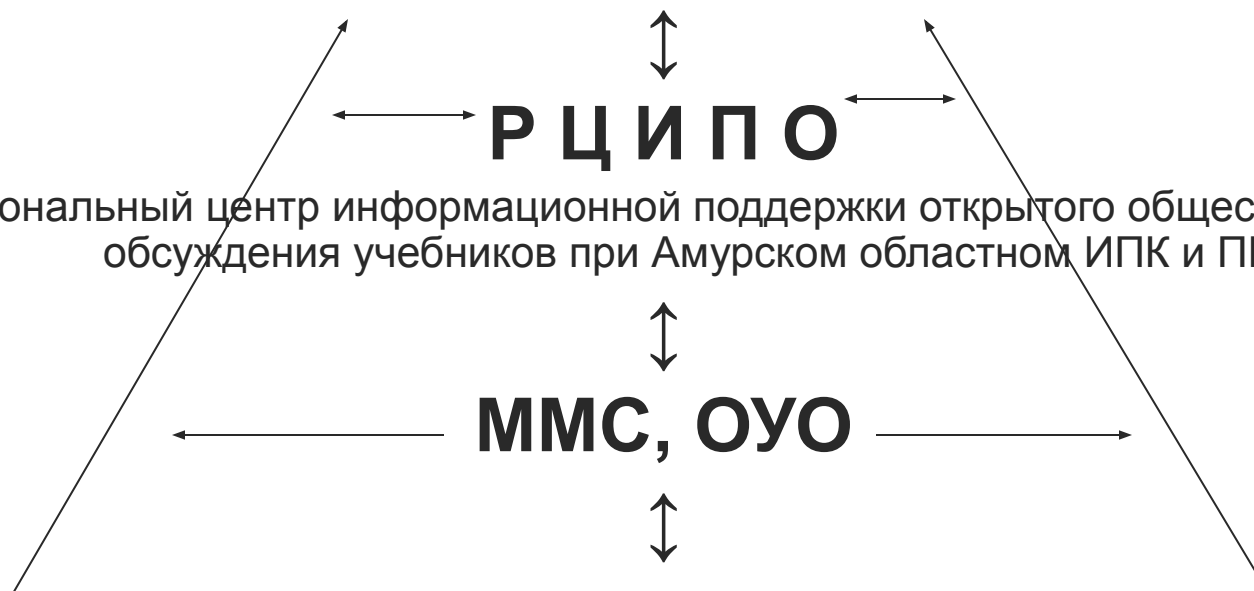 Р Ц И П О
ональный центр информационной поддержки открытого общес
обсуждения учебников при Амурском областном ИПК и П
ММС, ОУО